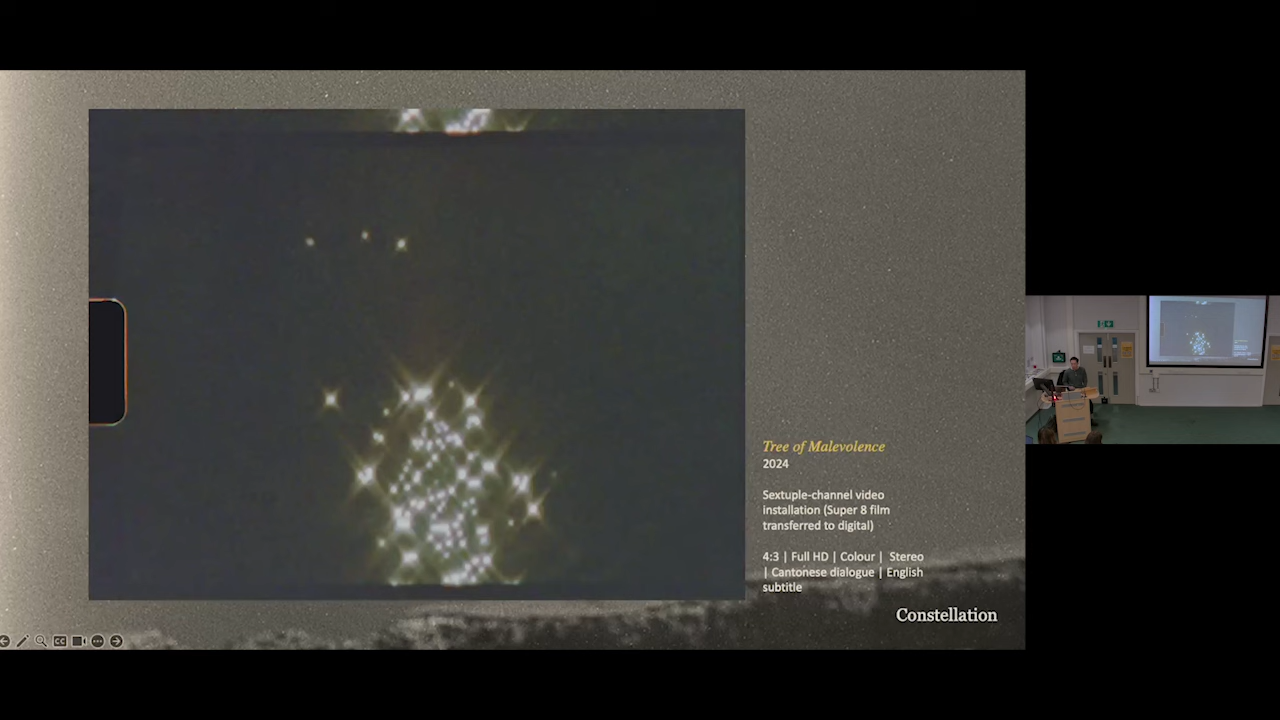 Tree of Malevolence
2024
Sextuple-channel video
installation (Super 8 film
transferred to digital)
4:3 | Full HD | Colour | Stereo
| Cantonese dialogue | English
subtitle
Constellation
CC